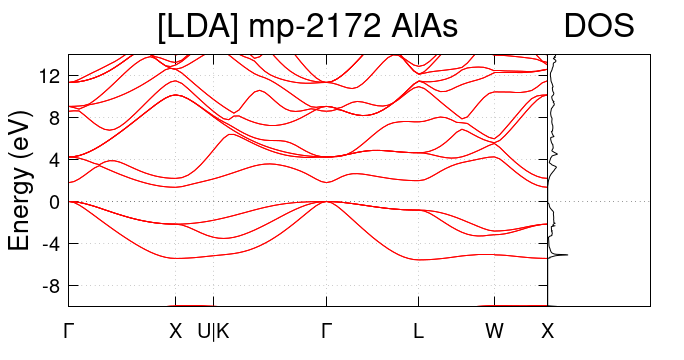 [LDA] mp-2172 AlAs
DOS
Energy (eV)
12
8
4
0
-4
-8
Γ X U|K Γ L W X